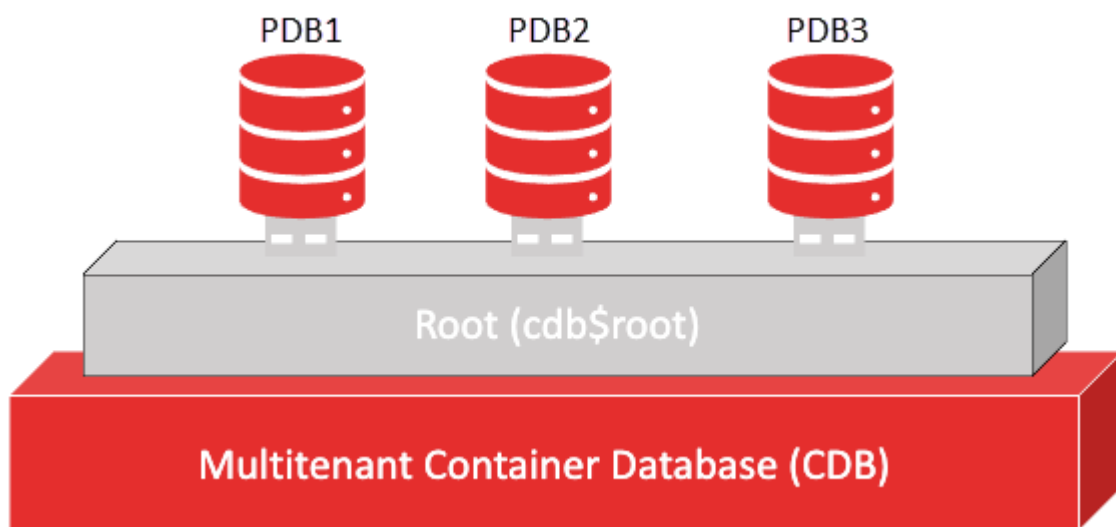 PDB1 PDB2 PDB3
Root (cdb$root)
Multitenant Container Database (CDB)